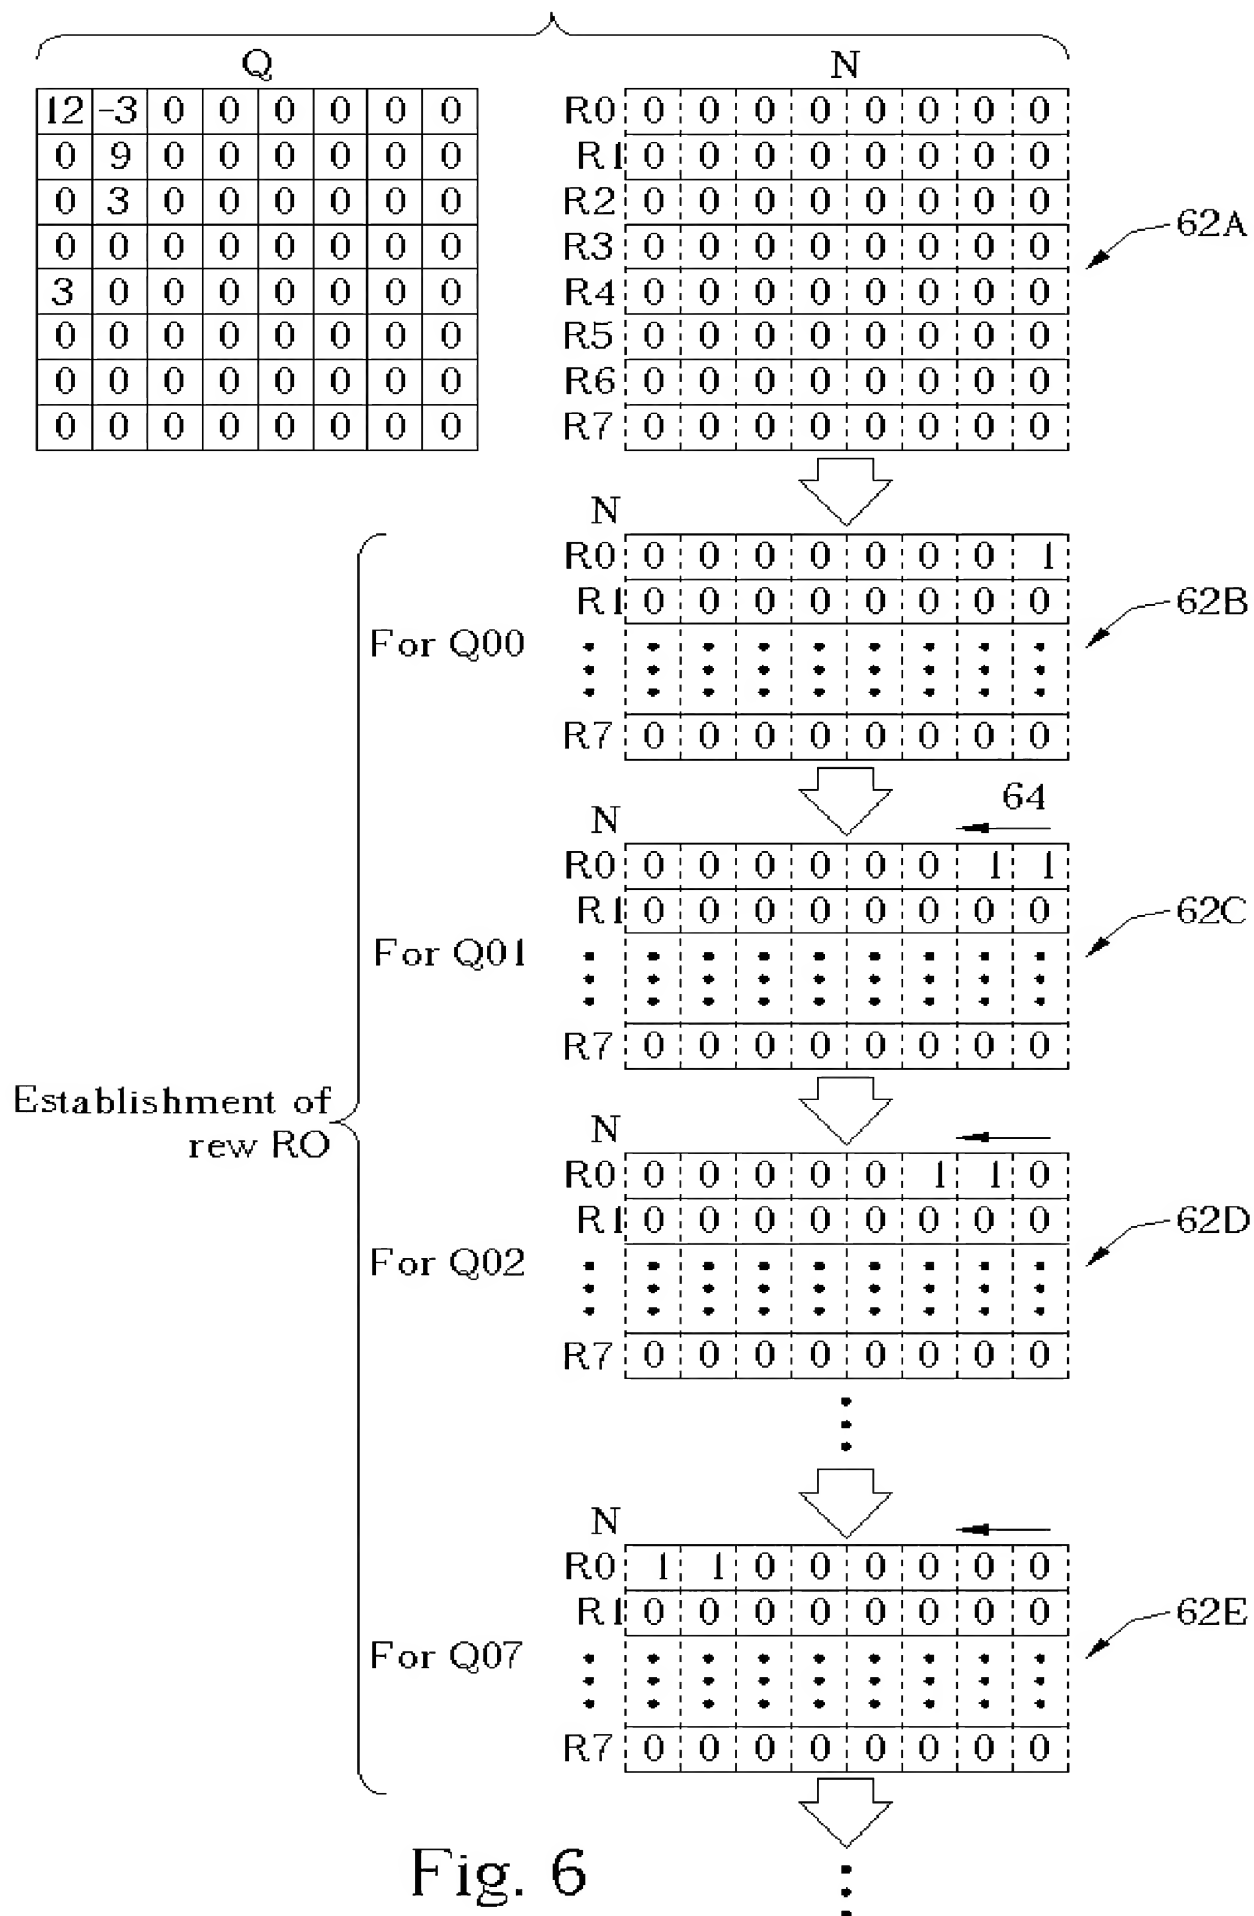 Q N
12 -3 0 0 0 0 0 0 R0 0 0 0 0 0 0 0 0
0 9 0 0 0 0 0 0 R1 0 0 0 0 0 0 0 0
0 3 0 0 0 0 0 0 R2 0 0 0 0 0 0 0 0
0 0 0 0 0 0 0 0 R3 0 0 0 0 0 0 0 0
62A
3 0 0 0 0 0 0 0 R4 0 0 0 0 0 0 0 0
0 0 0 0 0 0 0 0 R5 0 0 0 0 0 0 0 0
0 0 0 0 0 0 0 0 R6 0 0 0 0 0 0 0 0
0 0 0 0 0 0 0 0 R7 0 0 0 0 0 0 0 0
N
R0 0 0 0 0 0 0 0 1
R1 0 0 0 0 0 0 0 0
62B
For Q00
R7 0 0 0 0 0 0 0 0
64
N
R0 0 0 0 0 0 0 1 1
R1 0 0 0 0 0 0 0 0
62C
For Q01
R7 0 0 0 0 0 0 0 0
Establishment of
rew RO
N
R0 0 0 0 0 0 1 1 0
R1 0 0 0 0 0 0 0 0
62D
For Q02
R7 0 0 0 0 0 0 0 0
N
R0 1 1 0 0 0 0 0 0
R1 0 0 0 0 0 0 0 0
62E
For Q07
R7 0 0 0 0 0 0 0 0
Fig. 6